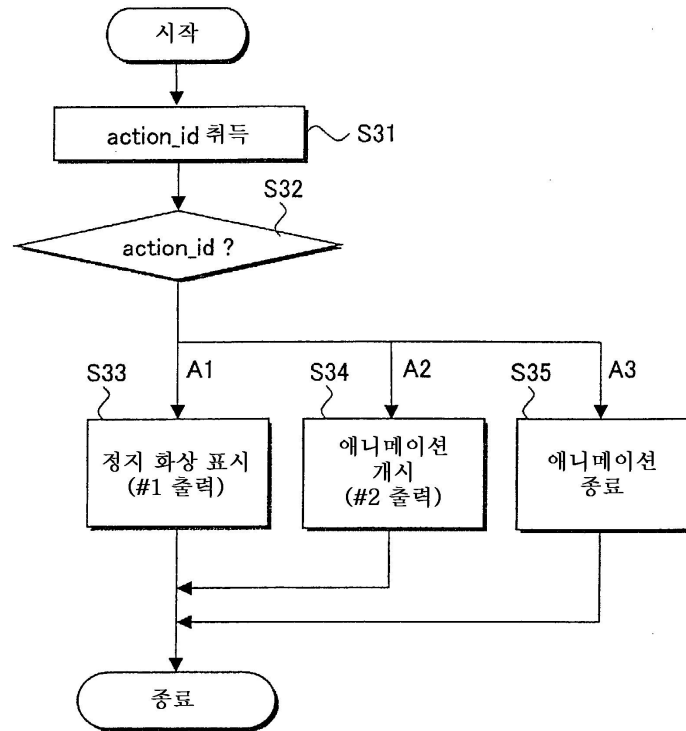 시작
action_id 취득
S31
S32
action_id ?
S33
A1
S34
A2
S35
A3
정지 화상 표시
(#1 출력)
애니메이션
개시
(#2 출력)
애니메이션
종료
종료